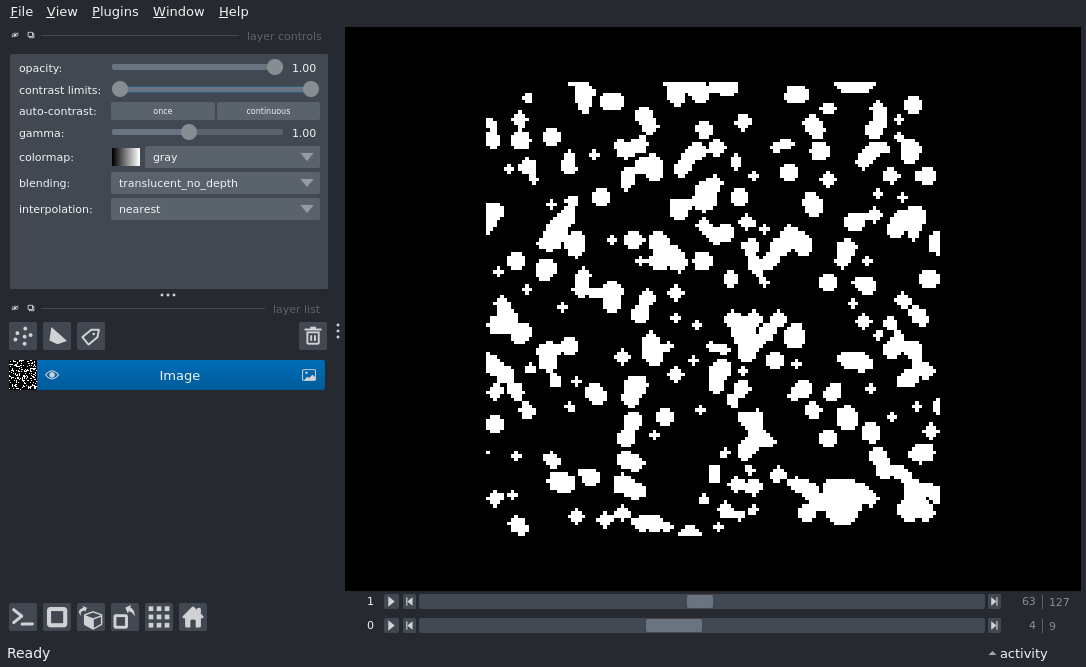 File View Plugins Window Help
layer controls
opacity: 1.00
contrast limits:
auto-contrast: once continuous
gamma: 1.00
colormap: gray
blending: translucent_no_depth
interpolation: nearest
layer list
Image
1 63 127
0 4 9
Ready activity